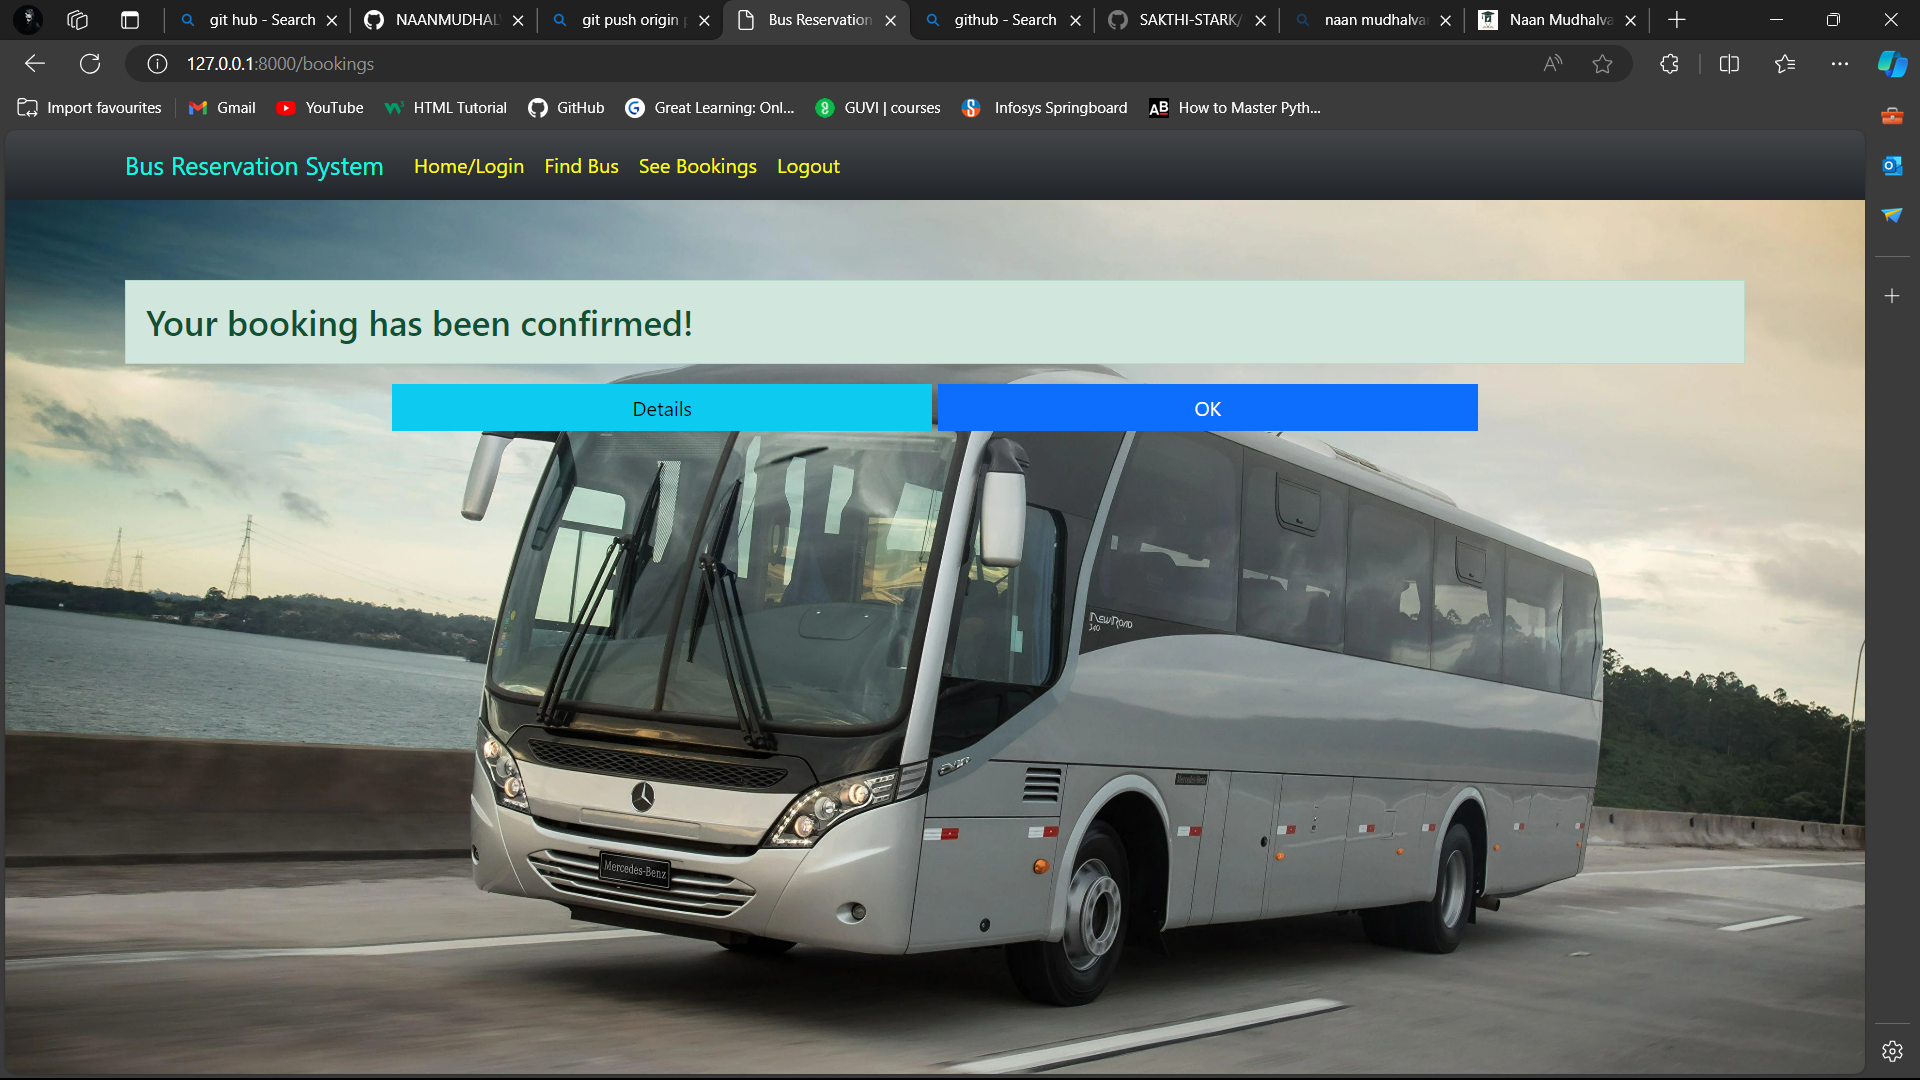 git hub - Search
NAANMUDHAL
git push origin
Bus Reservation
github - Search
SAKTHI-STARK/
naan mudhalva
Naan Mudhalva
127.0.0.1:8000/bookings
Import favourites
Gmail
YouTube
HTML Tutorial
GitHub
Great Learning: Onl...
GUVI | courses
Infosys Springboard
AB
How to Master Pyth...
Bus Reservation System
Home/Login
Find Bus
See Bookings
Logout
Your booking has been confirmed!
Details
OK
NewRoad
340
Mercedes-Benz